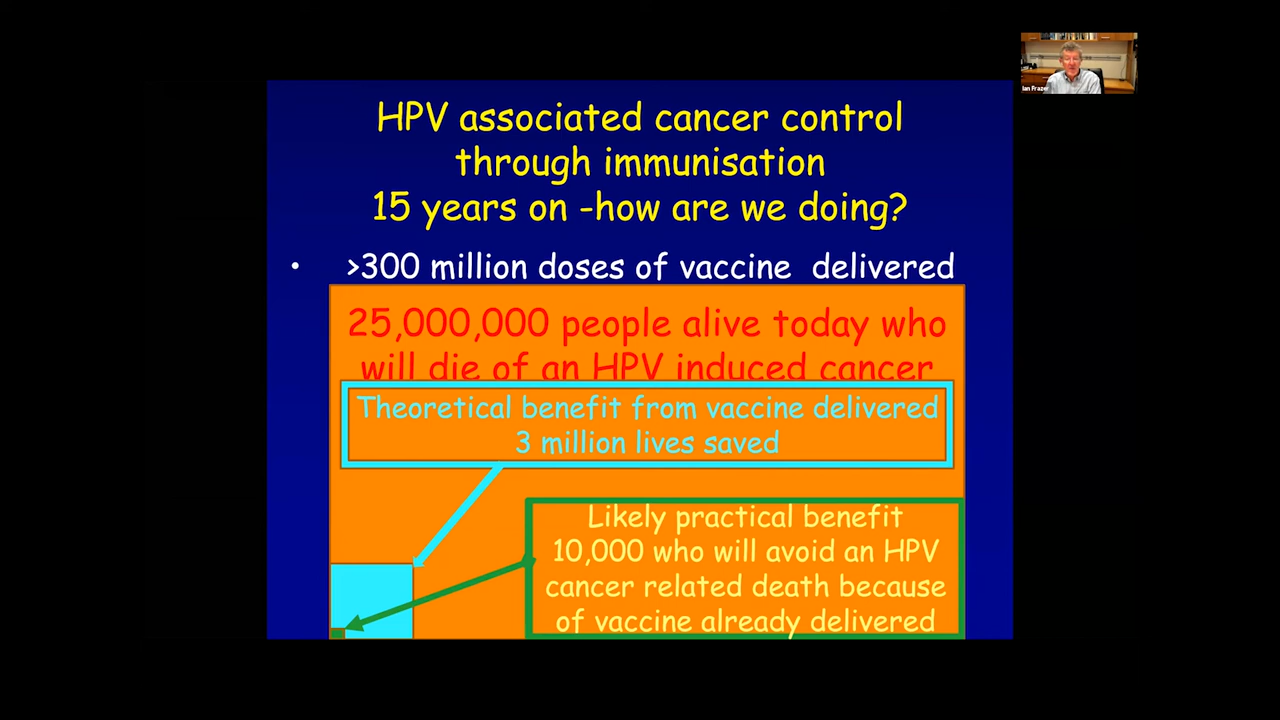 Ian Frazer
HPV associated cancer control
through immunisation
15 years on -how are we doing?
• >300 million doses of vaccine delivered
25,000,000 people alive today who
will die of an HPV induced cancer
Theoretical benefit from vaccine delivered
3 million lives saved
Likely practical benefit
10,000 who will avoid an HPV
cancer related death because
of vaccine already delivered